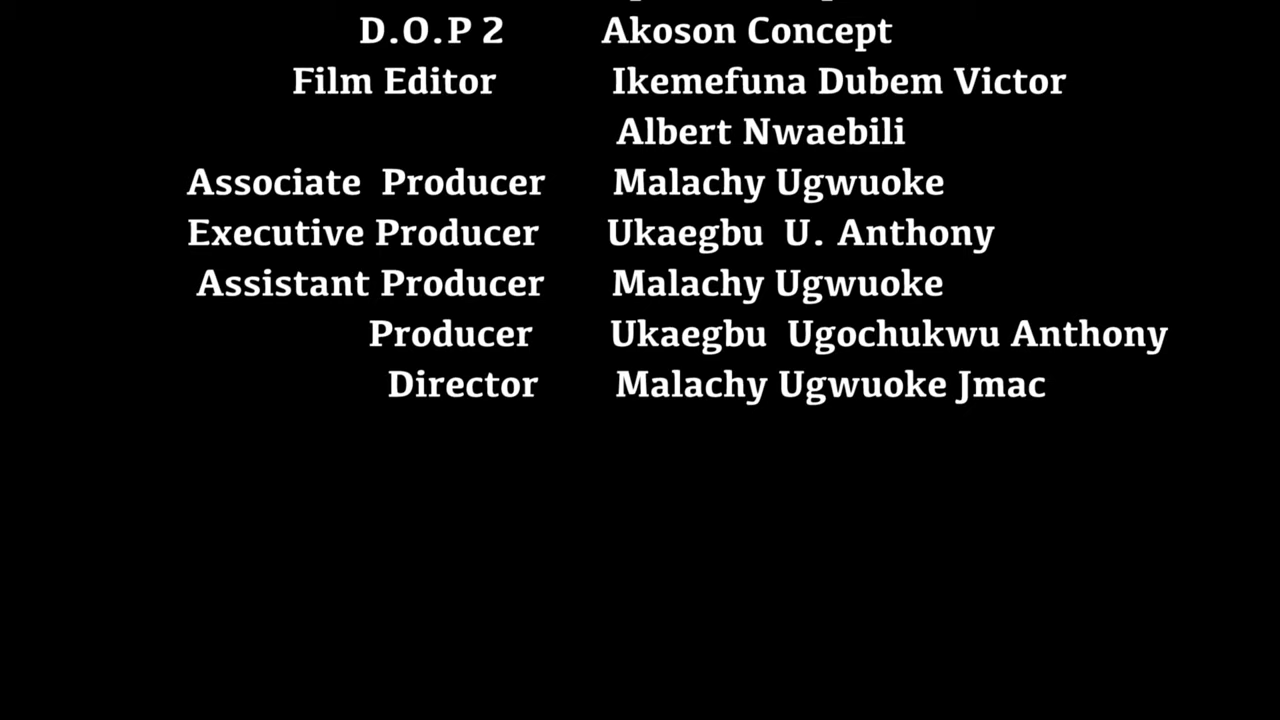 D.O.P 2 Akoson Concept
Film Editor Ikemefuna Dubem Victor
Albert Nwaebili
Associate Producer Malachy Ugwuoke
Executive Producer Ukaegbu U. Anthony
Assistant Producer Malachy Ugwuoke
Producer Ukaegbu Ugochukwu Anthony
Director Malachy Ugwuoke Jmac